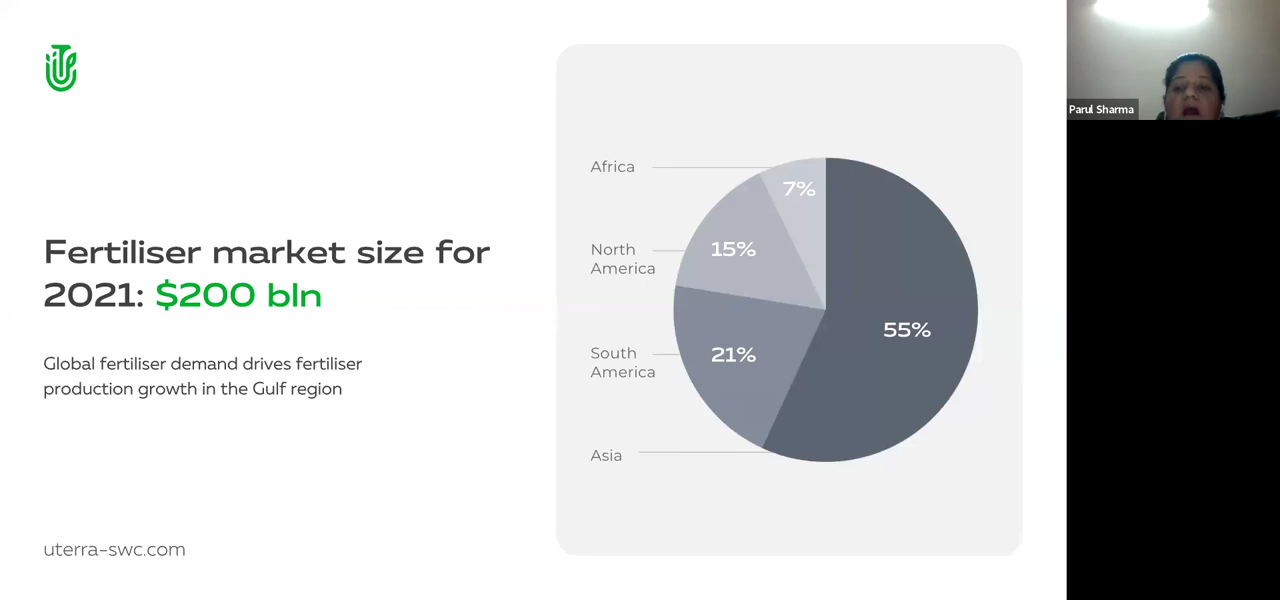 Fertiliser market size for
2021: $200 bln
Global fertiliser demand drives fertiliser
production growth in the Gulf region
uterra-swc.com
Africa
7%
North
America
15%
55%
South
America
21%
Asia
Parul Sharma